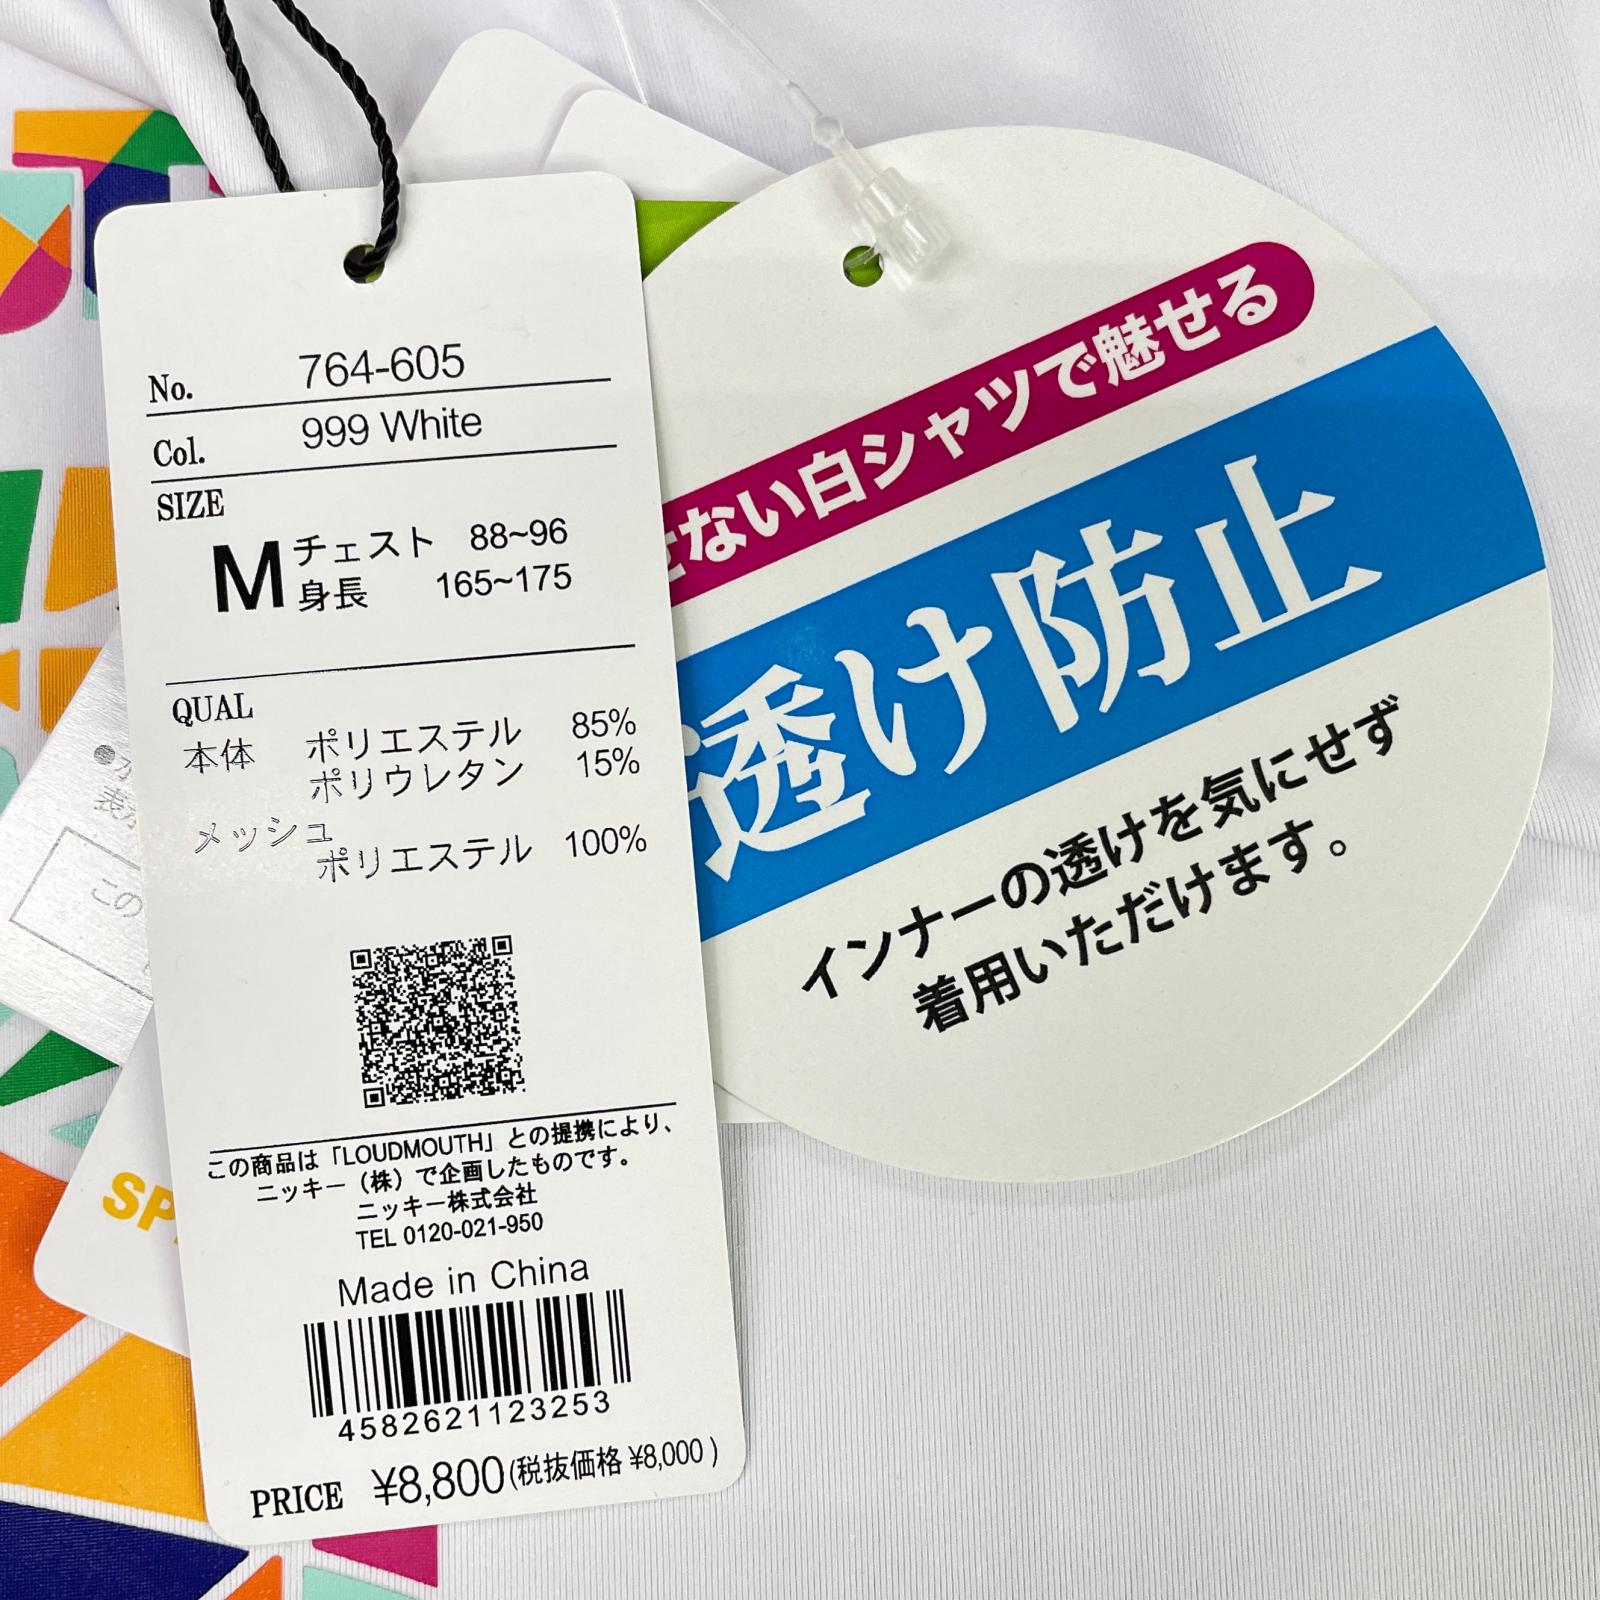 No. 764-605
Col. 999 White
SIZE
M チェスト 88~96
身長 165~175
QUAL
本体 ポリエステル 85%
ポリウレタン 15%
メッシュ
ポリエステル 100%
この商品は「LOUDMOUTH」との提携により、
ニッキー（株）で企画したものです。
ニッキー株式会社
TEL 0120-021-950
Made in China
4582621123253
PRICE ¥8,800(税抜価格 ¥8,000 )
せない白シャツで魅せる
透け防止
インナーの透けを気にせず
着用いただけます。
この
SP